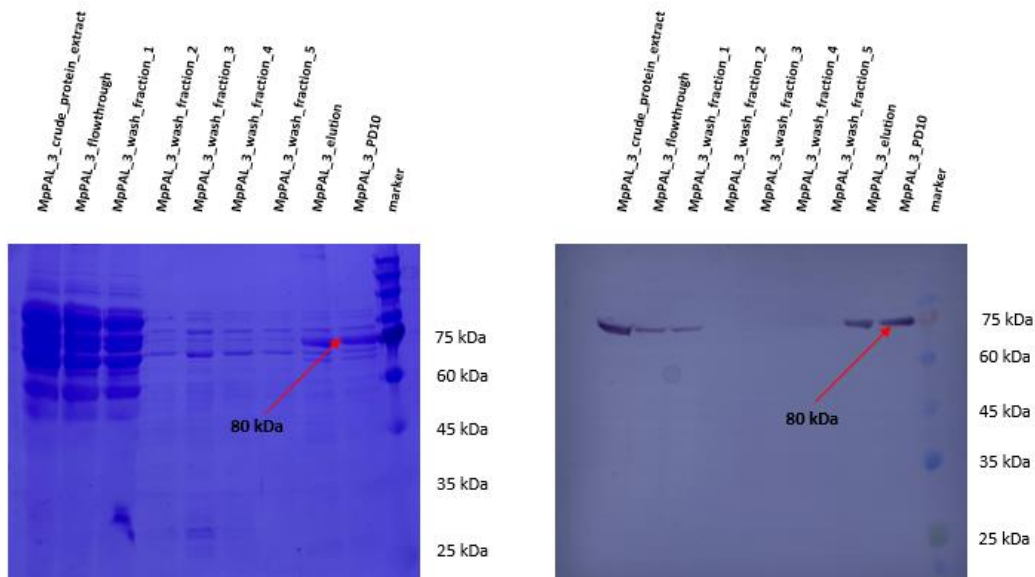 MpPAL_3_crude_protein_extract
MpPAL_3_flowthrough
MpPAL_3_wash_fraction_1
MpPAL_3_wash_fraction_2
MpPAL_3_wash_fraction_3
MpPAL_3_wash_fraction_4
MpPAL_3_wash_fraction_5
MpPAL_3_elution
MpPAL_3_PD10
marker
75 kDa
60 kDa
80 kDa
45 kDa
35 kDa
25 kDa
MpPAL_3_crude_protein_extract
MpPAL_3_flowthrough
MpPAL_3_wash_fraction_1
MpPAL_3_wash_fraction_2
MpPAL_3_wash_fraction_3
MpPAL_3_wash_fraction_4
MpPAL_3_wash_fraction_5
MpPAL_3_elution
MpPAL_3_PD10
marker
75 kDa
60 kDa
80 kDa
45 kDa
35 kDa
25 kDa